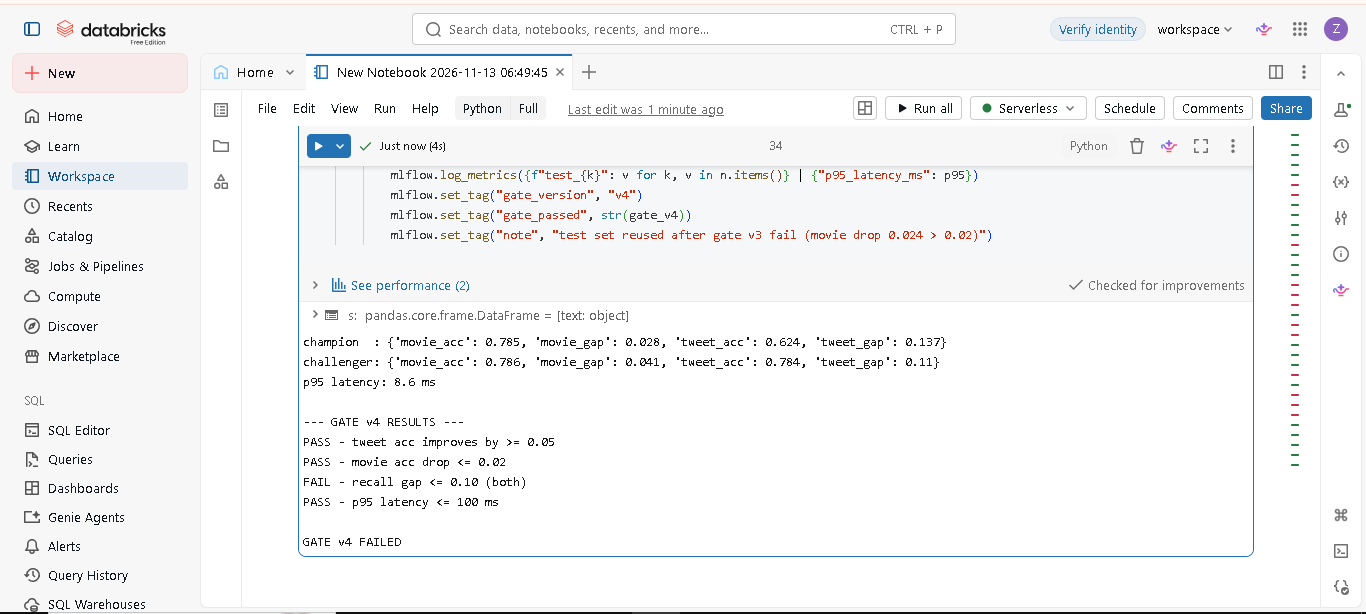 databricks
Free Edition
Search data, notebooks, recents, and more...
CTRL + P
Verify identity
workspace
Z
New
Home
Learn
Workspace
Recents
Catalog
Jobs & Pipelines
Compute
Discover
Marketplace
SQL
SQL Editor
Queries
Dashboards
Genie Agents
Alerts
Query History
SQL Warehouses
Home
New Notebook 2026-11-13 06:49:45
File Edit View Run Help Python Full Last edit was 1 minute ago
Run all
Serverless
Schedule
Comments
Share
Just now (4s)
34
Python
mlflow.log_metrics({f"test_{k}": v for k, v in n.items()} | {"p95_latency_ms": p95})
mlflow.set_tag("gate_version", "v4")
mlflow.set_tag("gate_passed", str(gate_v4))
mlflow.set_tag("note", "test set reused after gate v3 fail (movie drop 0.024 > 0.02)")
See performance (2)
Checked for improvements
s: pandas.core.frame.DataFrame = [text: object]
champion  : {'movie_acc': 0.785, 'movie_gap': 0.028, 'tweet_acc': 0.624, 'tweet_gap': 0.137}
challenger: {'movie_acc': 0.786, 'movie_gap': 0.041, 'tweet_acc': 0.784, 'tweet_gap': 0.11}
p95 latency: 8.6 ms
--- GATE v4 RESULTS ---
PASS - tweet acc improves by >= 0.05
PASS - movie acc drop <= 0.02
FAIL - recall gap <= 0.10 (both)
PASS - p95 latency <= 100 ms
GATE v4 FAILED